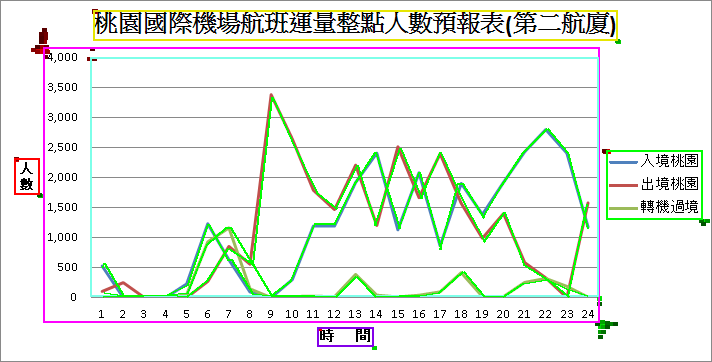 桃園國際機場航班運量整點人數預報表(第二航廈)
4,000
3,500
3,000
2,500
2,000
1,500
1,000
500
0
人數
入境桃園
出境桃園
轉機過境
1 2 3 4 5 6 7 8 9 10 11 12 13 14 15 16 17 18 19 20 21 22 23 24
時 間